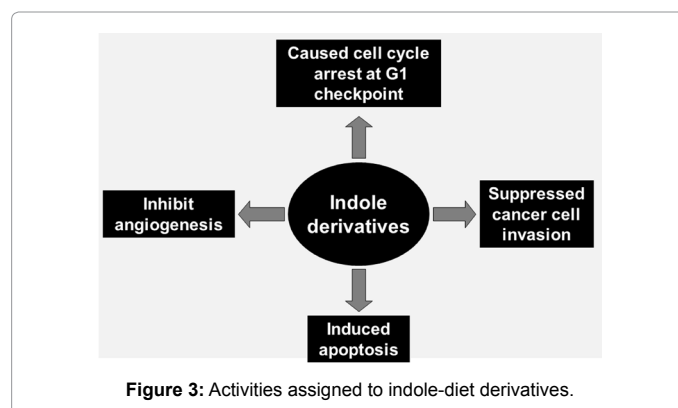 Caused cell cycle
arrest at G1
checkpoint
Inhibit
angiogenesis
Indole
derivatives
Suppressed
cancer cell
invasion
Induced
apoptosis
Figure 3: Activities assigned to indole-diet derivatives.